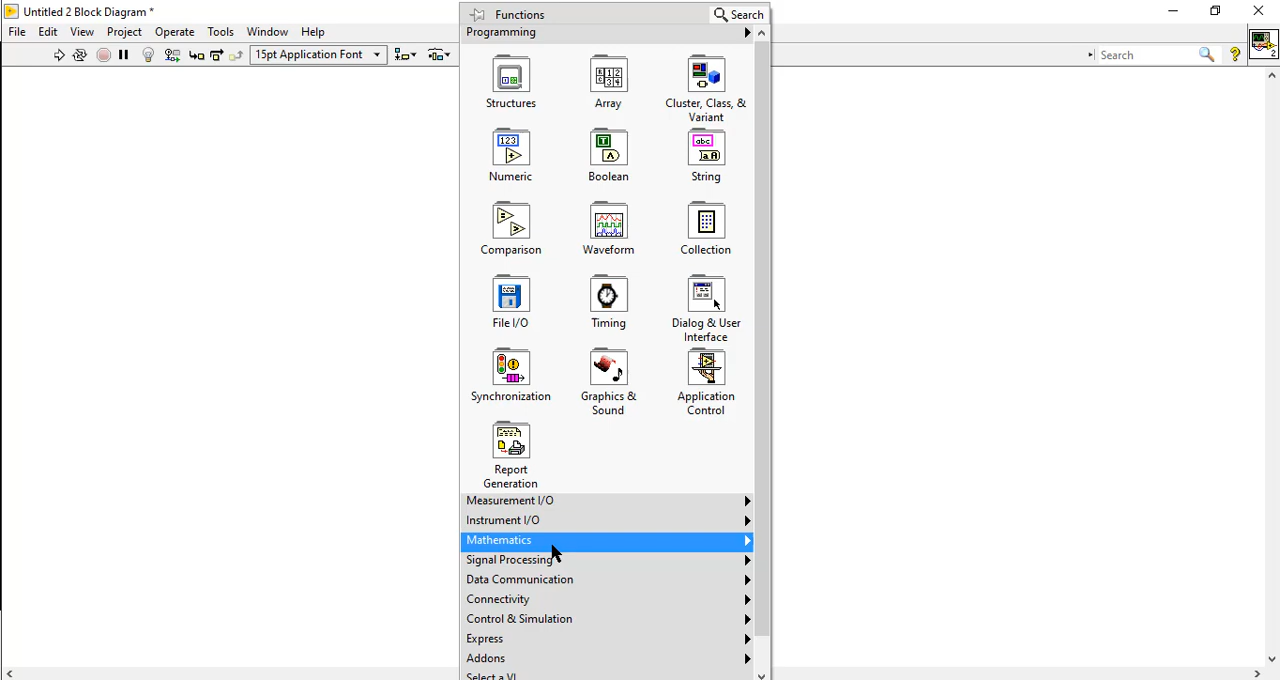 Untitled 2 Block Diagram *
File Edit View Project Operate Tools Window Help
15pt Application Font
Search
Functions
Search
Programming
Structures
Array
Cluster, Class, &
Variant
Numeric
Boolean
String
Comparison
Waveform
Collection
File I/O
Timing
Dialog & User
Interface
Synchronization
Graphics &
Sound
Application
Control
Report
Generation
Measurement I/O
Instrument I/O
Mathematics
Signal Processing
Data Communication
Connectivity
Control & Simulation
Express
Addons
Select a VI